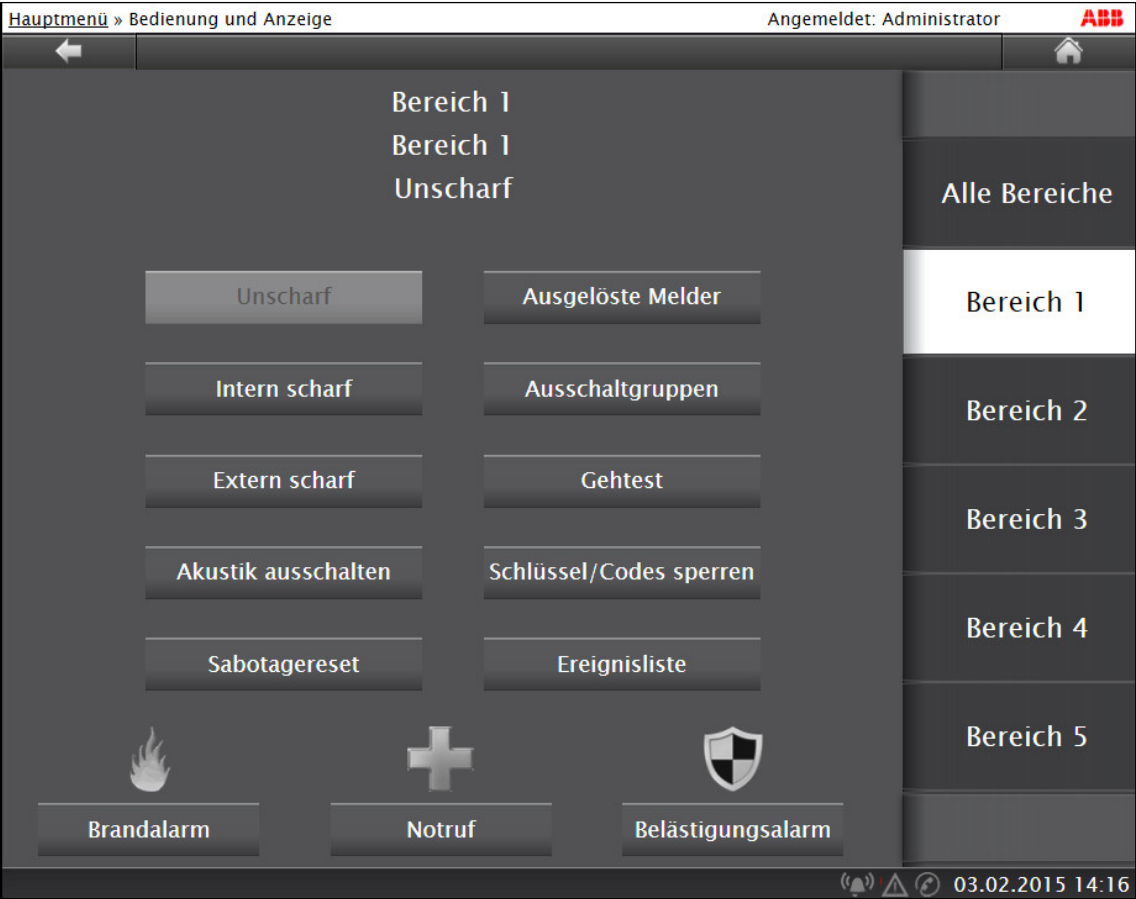 Hauptmenü » Bedienung und Anzeige Angemeldet: Administrator ABB
Bereich 1
Bereich 1
Unscharf
Unscharf Ausgelöste Melder
Intern scharf Ausschaltgruppen
Extern scharf Gehtest
Akustik ausschalten Schlüssel/Codes sperren
Sabotagereset Ereignisliste
Brandalarm Notruf Belästigungsalarm
Alle Bereiche
Bereich 1
Bereich 2
Bereich 3
Bereich 4
Bereich 5
03.02.2015 14:16